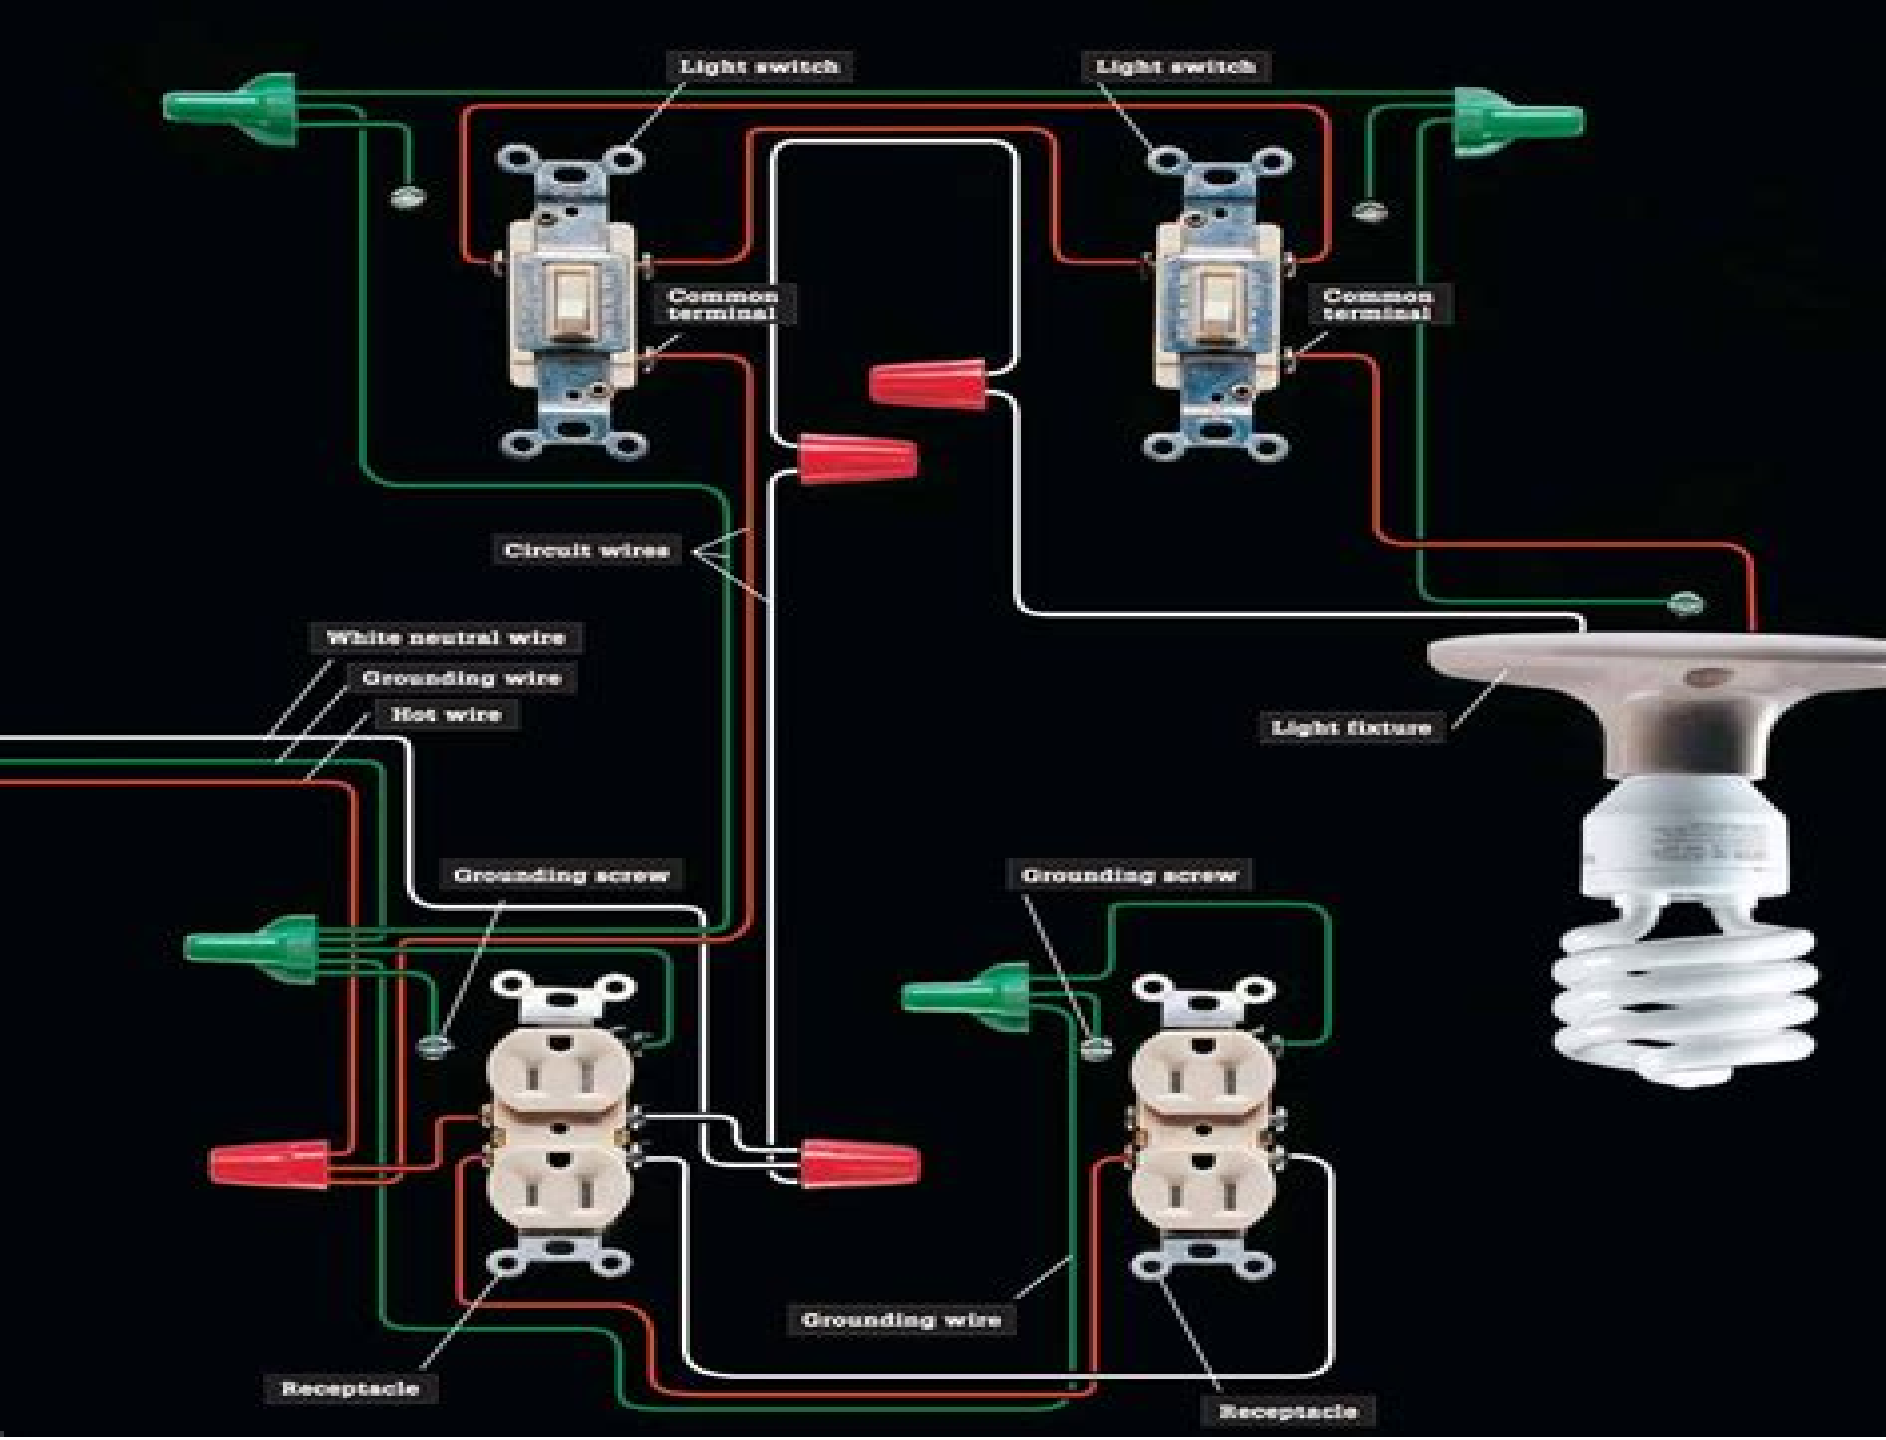 Light switch
Light switch
Common
terminal
Common
terminal
Circuit wires
White neutral wire
Grounding wire
Hot wire
Light fixture
Grounding screw
Grounding screw
Grounding wire
Receptacle
Receptacle